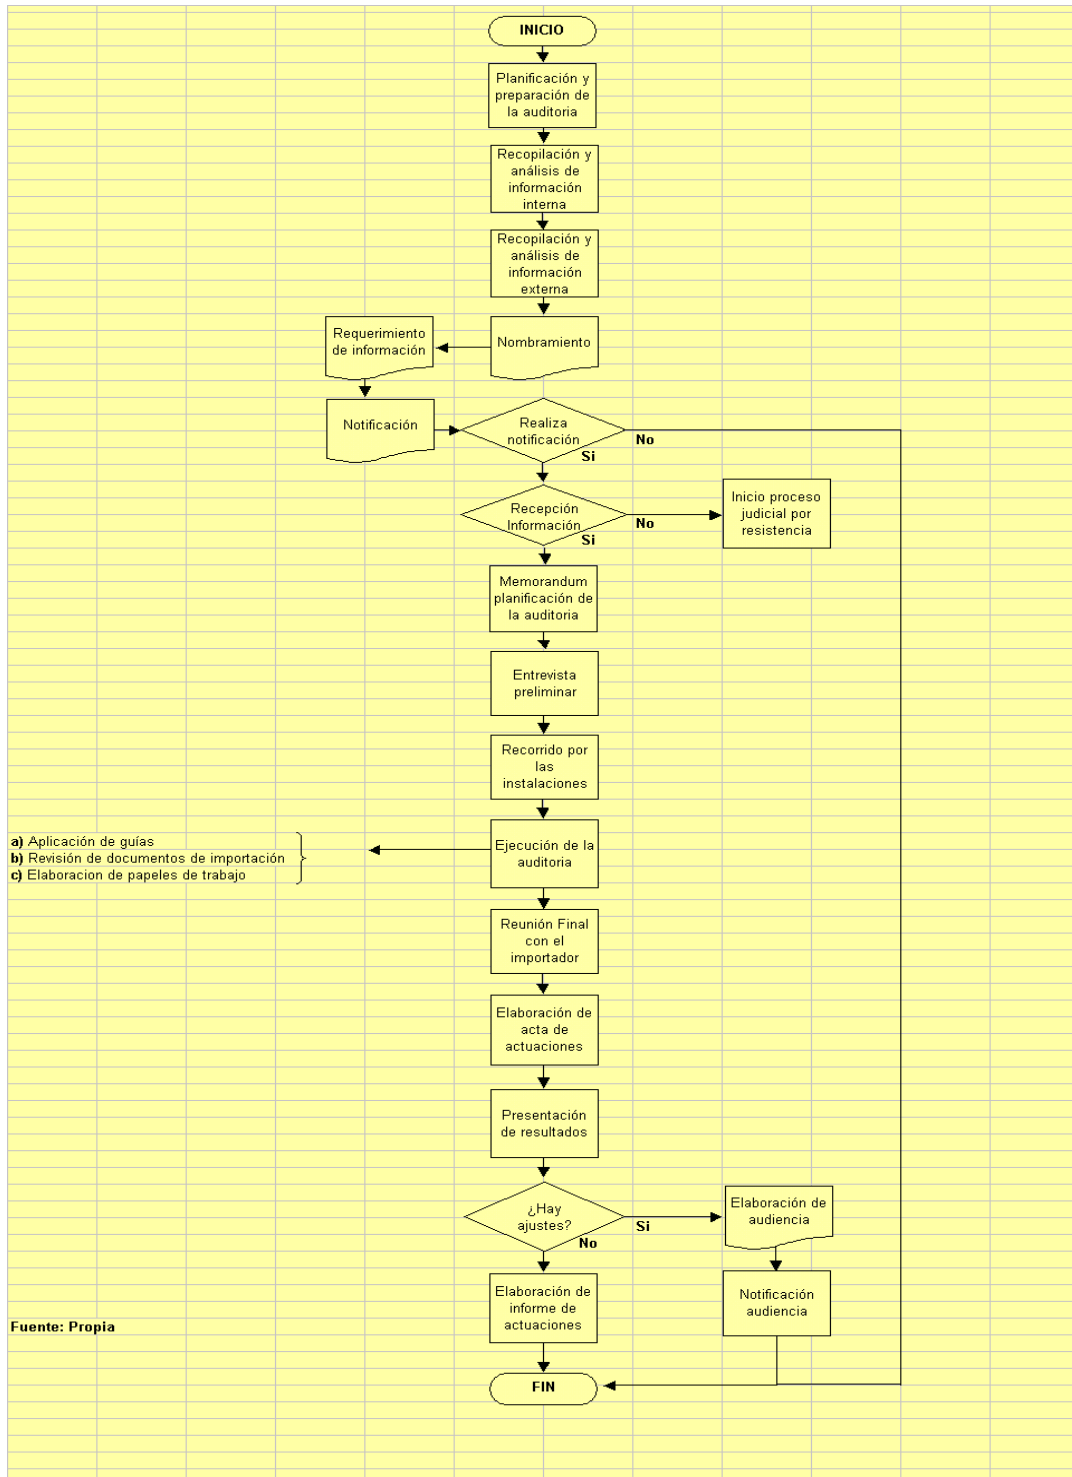 INICIO
Planificación y
preparación de
la auditoria
Recopilación y
análisis de
información
interna
Recopilación y
análisis de
información
externa
Requerimiento
de información
Nombramiento
Notificación
Realiza
notificación
No
Si
Recepción
Información
No
Si
Inicio proceso
judicial por
resistencia
Memorandum
planificación de
la auditoria
Entrevista
preliminar
Recorrido por
las
instalaciones
a) Aplicación de guías
b) Revisión de documentos de importación
c) Elaboracion de papeles de trabajo
Ejecución de la
auditoria
Reunión Final
con el
importador
Elaboración de
acta de
actuaciones
Presentación
de resultados
¿Hay
ajustes?
Si
No
Elaboración de
audiencia
Elaboración de
informe de
actuaciones
Notificación
audiencia
Fuente: Propia
FIN